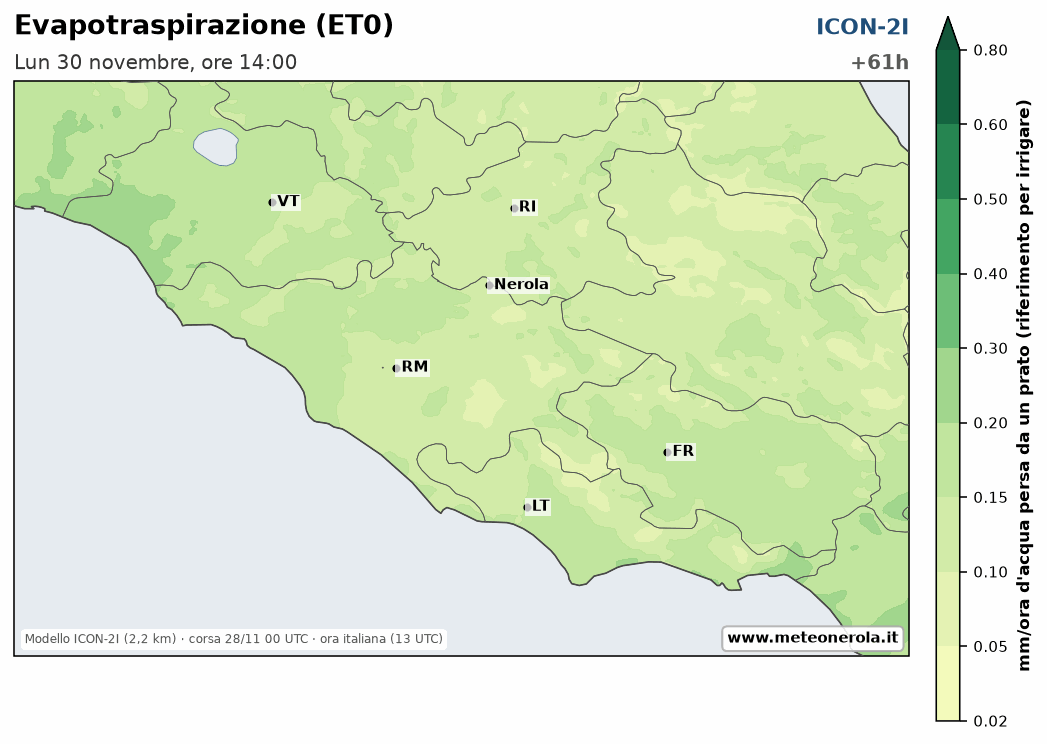 Evapotraspirazione (ET0)
ICON-2I
Lun 30 novembre, ore 14:00
+61h
VT
RI
Nerola
RM
FR
LT
Modello ICON-2I (2,2 km) · corsa 28/11 00 UTC · ora italiana (13 UTC)
www.meteonerola.it
0.80
0.60
0.50
0.40
0.30
0.20
0.15
0.10
0.05
0.02
mm/ora d'acqua persa da un prato (riferimento per irrigare)